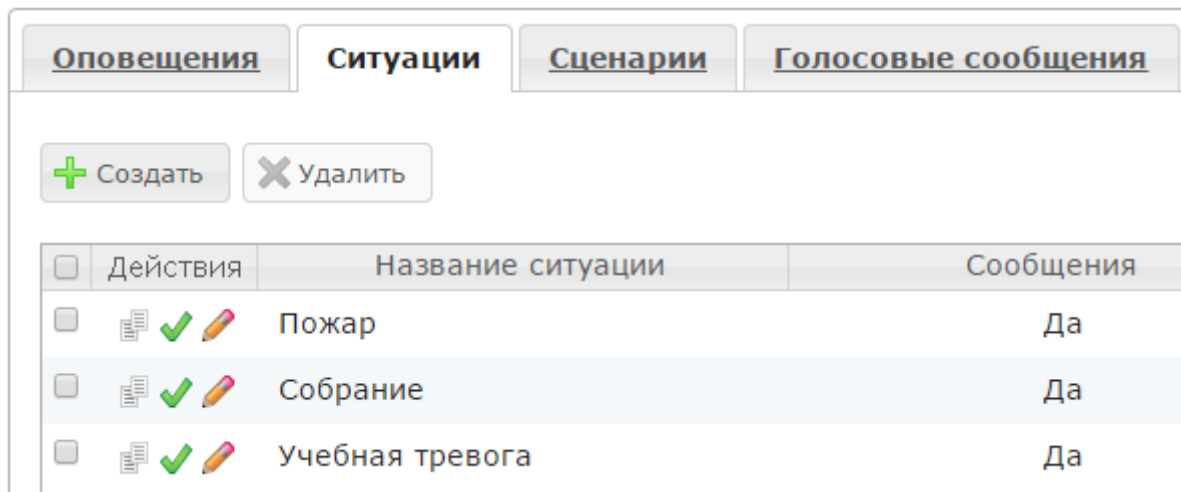 Оповещения Ситуации Сценарии Голосовые сообщения
Создать Удалить
Действия Название ситуации Сообщения
Пожар Да
Собрание Да
Учебная тревога Да